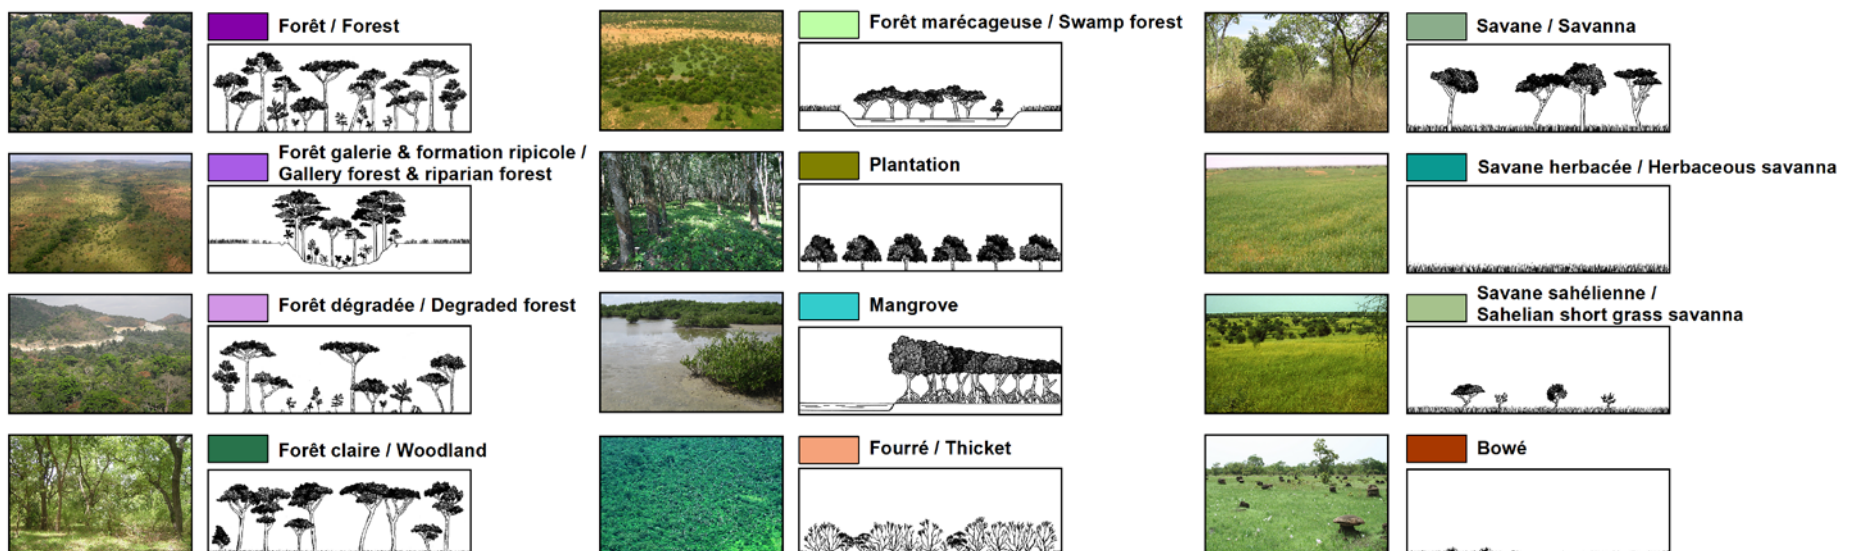 Forêt / Forest
Forêt galerie & formation ripicole /
Gallery forest & riparian forest
Forêt dégradée / Degraded forest
Forêt claire / Woodland
Forêt marécageuse / Swamp forest
Plantation
Mangrove
Fourré / Thicket
Savane / Savanna
Savane herbacée / Herbaceous savanna
Savane sahélienne /
Sahelian short grass savanna
Bowé